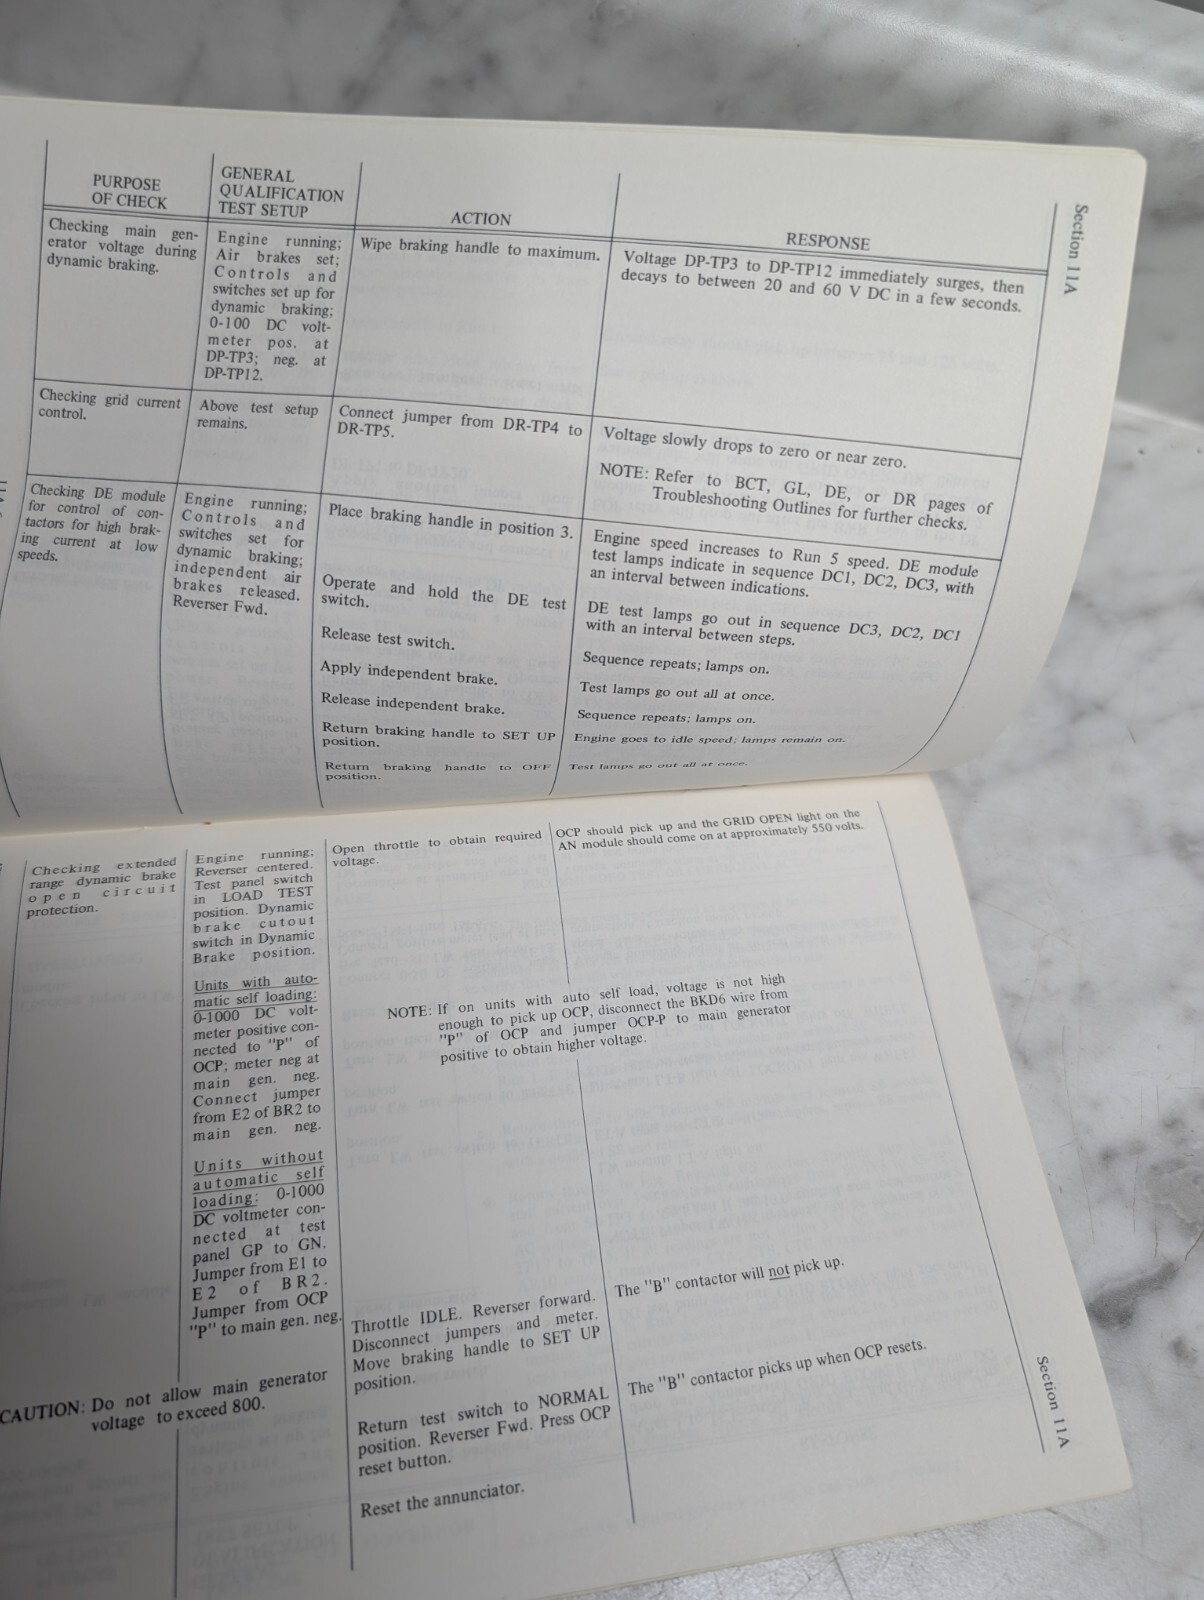 Section 11A
PURPOSE
OF CHECK
GENERAL
QUALIFICATION
TEST SETUP
ACTION
RESPONSE
Checking main gen-
erator voltage during
dynamic braking.
Engine running;
Air brakes set;
Controls and
switches set up for
dynamic braking;
0-100 DC volt-
meter pos. at
DP-TP3; neg. at
DP-TP12.
Wipe braking handle to maximum.
Voltage DP-TP3 to DP-TP12 immediately surges, then
decays to between 20 and 60 V DC in a few seconds.
Checking grid current
control.
Above test setup
remains.
Connect jumper from DR-TP4 to
DR-TP5.
Voltage slowly drops to zero or near zero.
NOTE: Refer to BCT, GL, DE, or DR pages of
Troubleshooting Outlines for further checks.
Checking DE module
for control of con-
tactors for high brak-
ing current at low
speeds.
Engine running;
Controls and
switches set for
dynamic braking;
independent air
brakes released.
Reverser Fwd.
Place braking handle in position 3.
Engine speed increases to Run 5 speed. DE module
test lamps indicate in sequence DC1, DC2, DC3, with
an interval between indications.
Operate and hold the DE test
switch.
DE test lamps go out in sequence DC3, DC2, DC1
with an interval between steps.
Release test switch.
Sequence repeats; lamps on.
Apply independent brake.
Test lamps go out all at once.
Release independent brake.
Sequence repeats; lamps on.
Return braking handle to SET UP
position.
Engine goes to idle speed; lamps remain on.
Return braking handle to OFF
position.
Test lamps go out all at once.
Checking extended
range dynamic brake
open circuit
protection.
Engine running;
Reverser centered.
Test panel switch
in LOAD TEST
position. Dynamic
brake cutout
switch in Dynamic
Brake position.
Units with auto-
matic self loading:
0-1000 DC volt-
meter positive con-
nected to "P" of
OCP; meter neg at
main gen. neg.
Connect jumper
from E2 of BR2 to
main gen. neg.
Units without
automatic self
loading: 0-1000
DC voltmeter con-
nected at test
panel GP to GN.
Jumper from E1 to
E2 of BR2.
Jumper from OCP
"P" to main gen. neg.
CAUTION: Do not allow main generator
voltage to exceed 800.
Open throttle to obtain required
voltage.
OCP should pick up and the GRID OPEN light on the
AN module should come on at approximately 550 volts.
NOTE: If on units with auto self load, voltage is not high
enough to pick up OCP, disconnect the BKD6 wire from
"P" of OCP and jumper OCP-P to main generator
positive to obtain higher voltage.
Throttle IDLE. Reverser forward.
Disconnect jumpers and meter.
Move braking handle to SET UP
position.
The "B" contactor will not pick up.
Return test switch to NORMAL
position. Reverser Fwd. Press OCP
reset button.
The "B" contactor picks up when OCP resets.
Reset the annunciator.
Section 11A